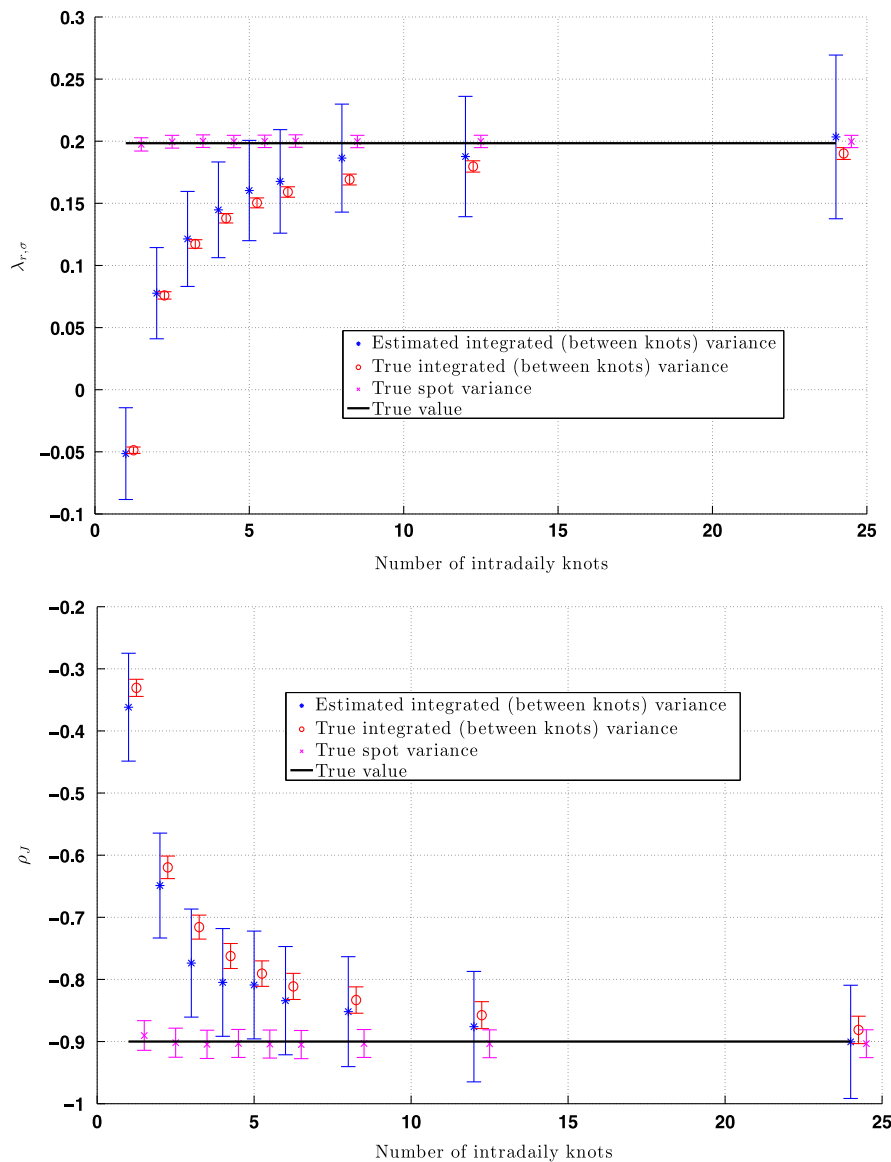 0.3
0.25
0.2
0.15
0.1
0.05
0
−0.05
−0.1
λr,σ
Estimated integrated (between knots) variance
True integrated (between knots) variance
True spot variance
True value
0 5 10 15 20 25
Number of intradaily knots
−0.2
−0.3
−0.4
−0.5
−0.6
−0.7
−0.8
−0.9
−1
ρJ
Estimated integrated (between knots) variance
True integrated (between knots) variance
True spot variance
True value
0 5 10 15 20 25
Number of intradaily knots